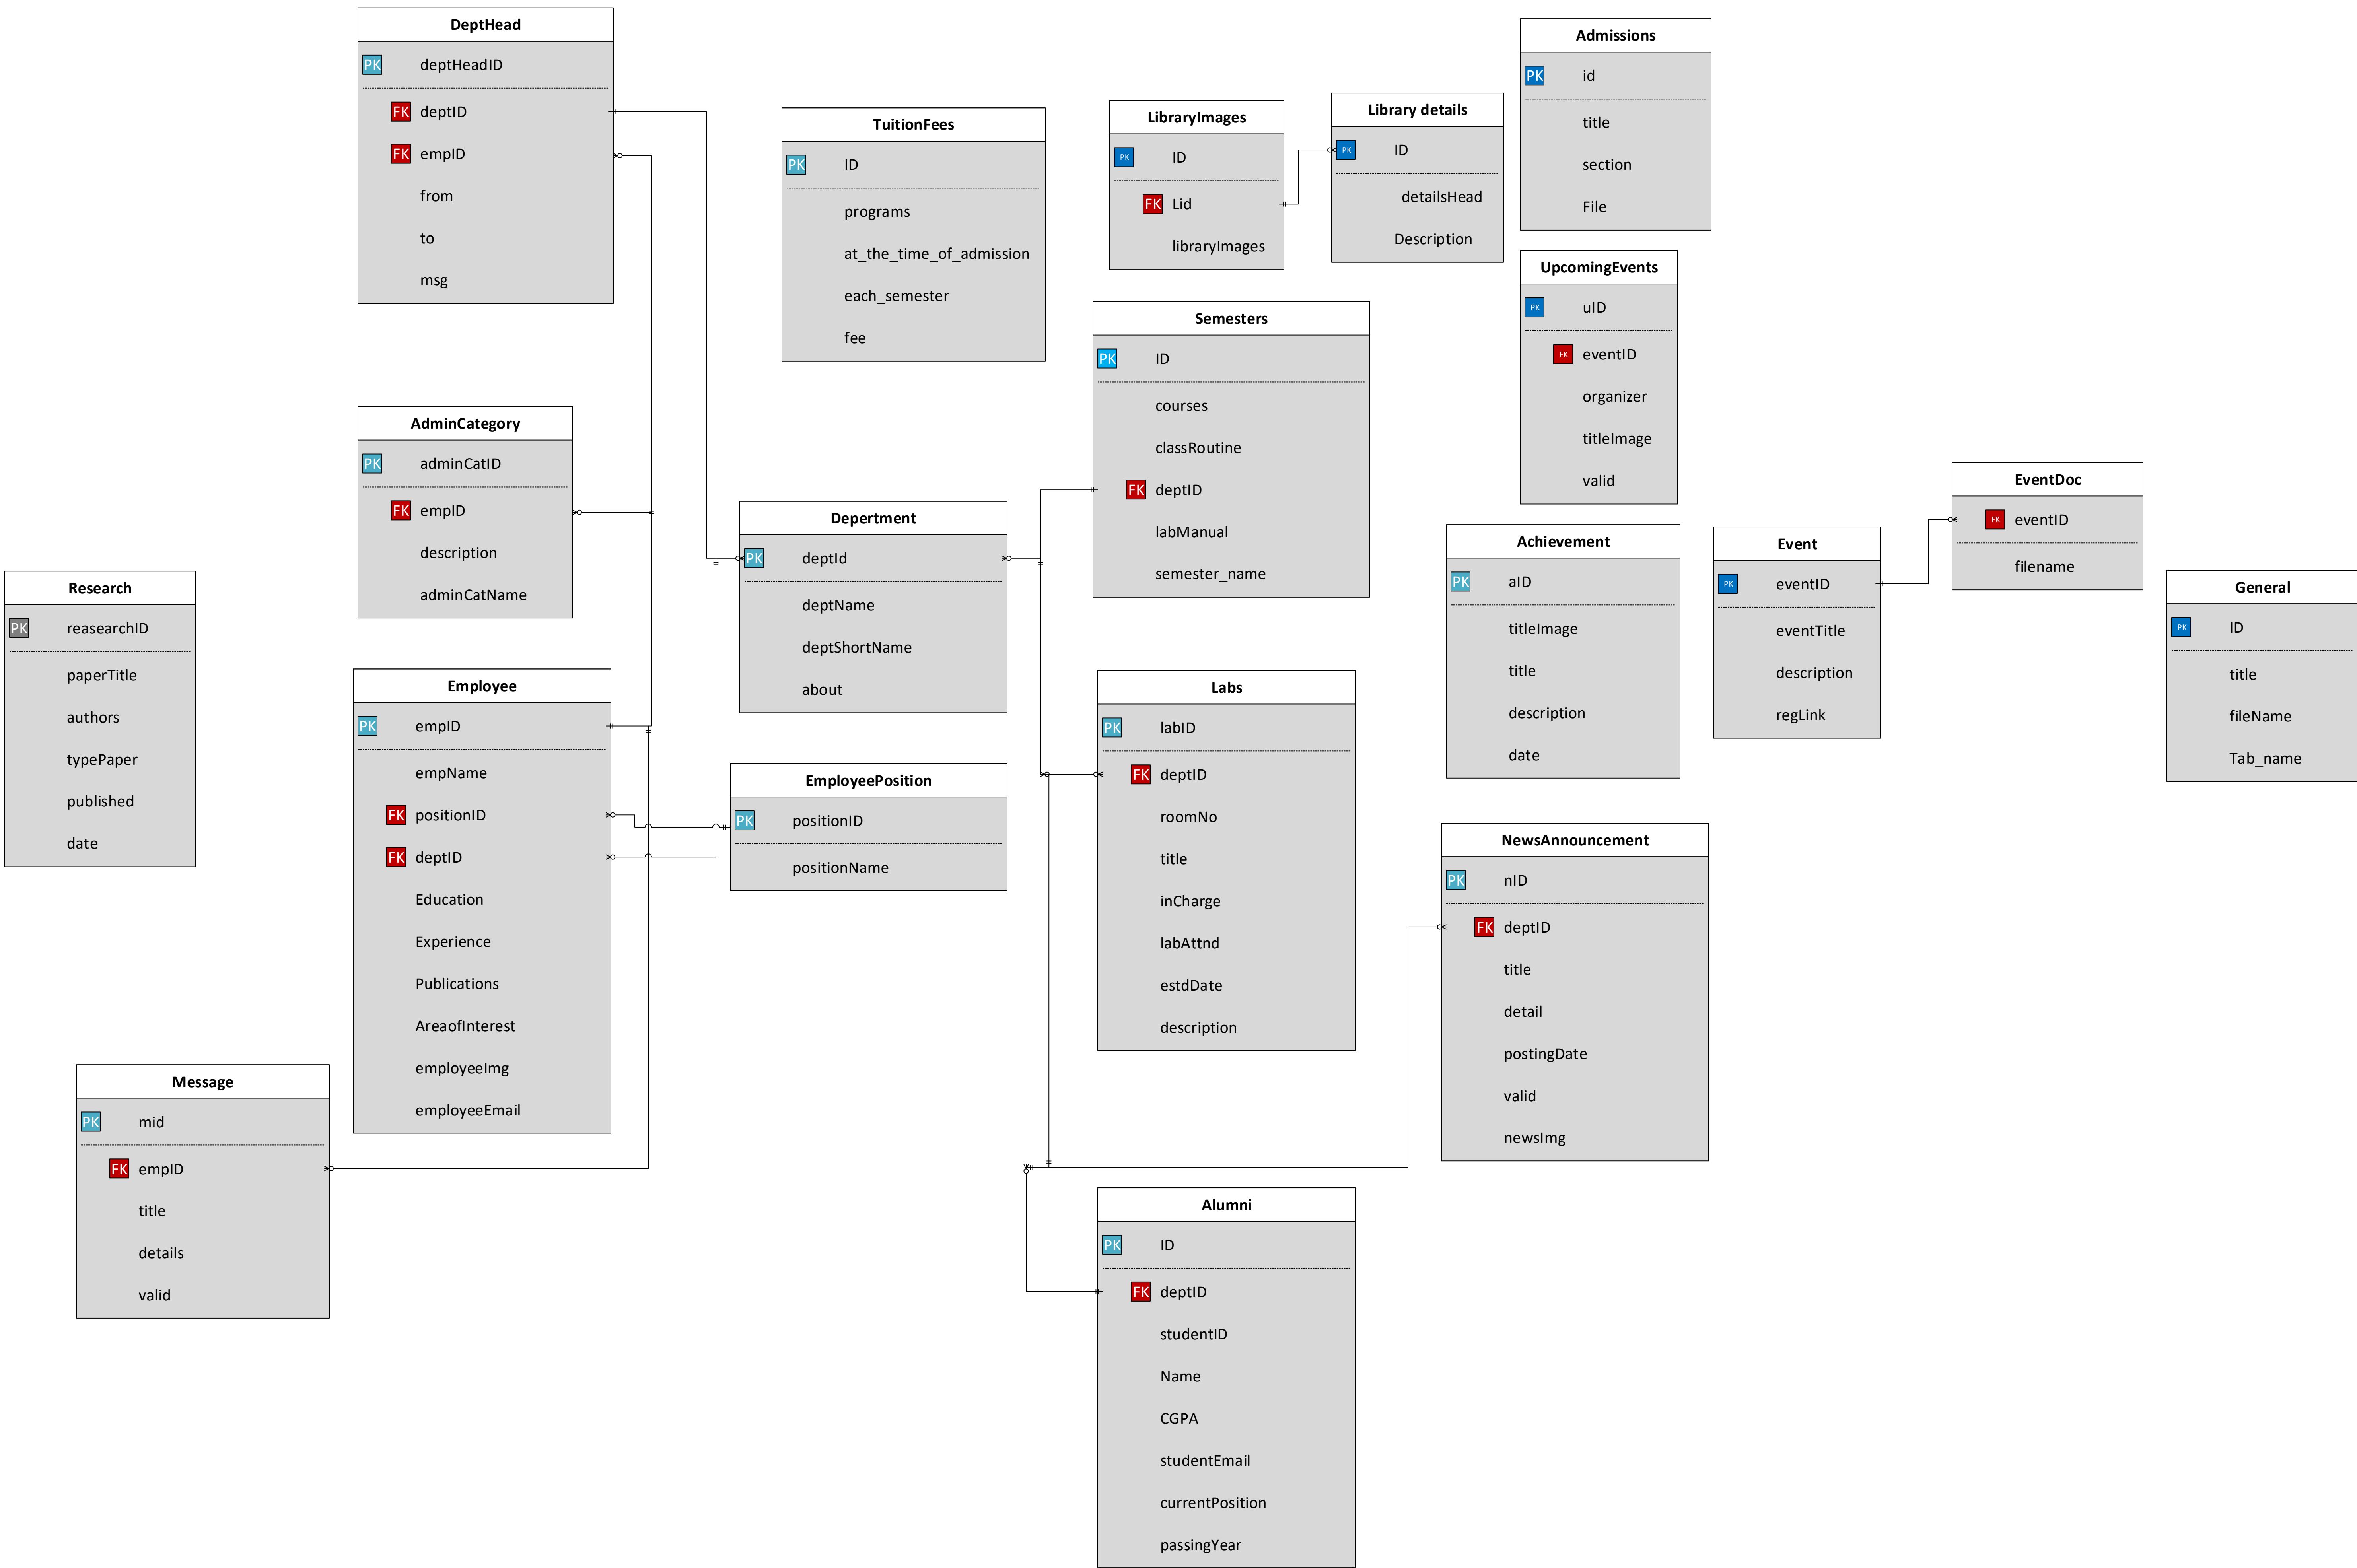 DeptHead
PK deptHeadID
FK deptID
FK empID
from
to
msg
TuitionFees
PK ID
programs
at_the_time_of_admission
each_semester
fee
LibraryImages
PK ID
FK Lid
libraryImages
Library details
PK ID
detailsHead
Description
Admissions
PK id
title
section
File
UpcomingEvents
PK uID
FK eventID
organizer
titleImage
valid
Semesters
PK ID
courses
classRoutine
FK deptID
labManual
semester_name
AdminCategory
PK adminCatID
FK empID
description
adminCatName
Depertment
PK deptId
deptName
deptShortName
about
Achievement
PK aID
titleImage
title
description
date
Event
PK eventID
eventTitle
description
regLink
EventDoc
FK eventID
filename
General
PK ID
title
fileName
Tab_name
Research
PK reasearchID
paperTitle
authors
typePaper
published
date
Employee
PK empID
empName
FK positionID
FK deptID
Education
Experience
Publications
AreaofInterest
employeeImg
employeeEmail
EmployeePosition
PK positionID
positionName
Labs
PK labID
FK deptID
roomNo
title
inCharge
labAttnd
estdDate
description
NewsAnnouncement
PK nID
FK deptID
title
detail
postingDate
valid
newsImg
Message
PK mid
FK empID
title
details
valid
Alumni
PK ID
FK deptID
studentID
Name
CGPA
studentEmail
currentPosition
passingYear